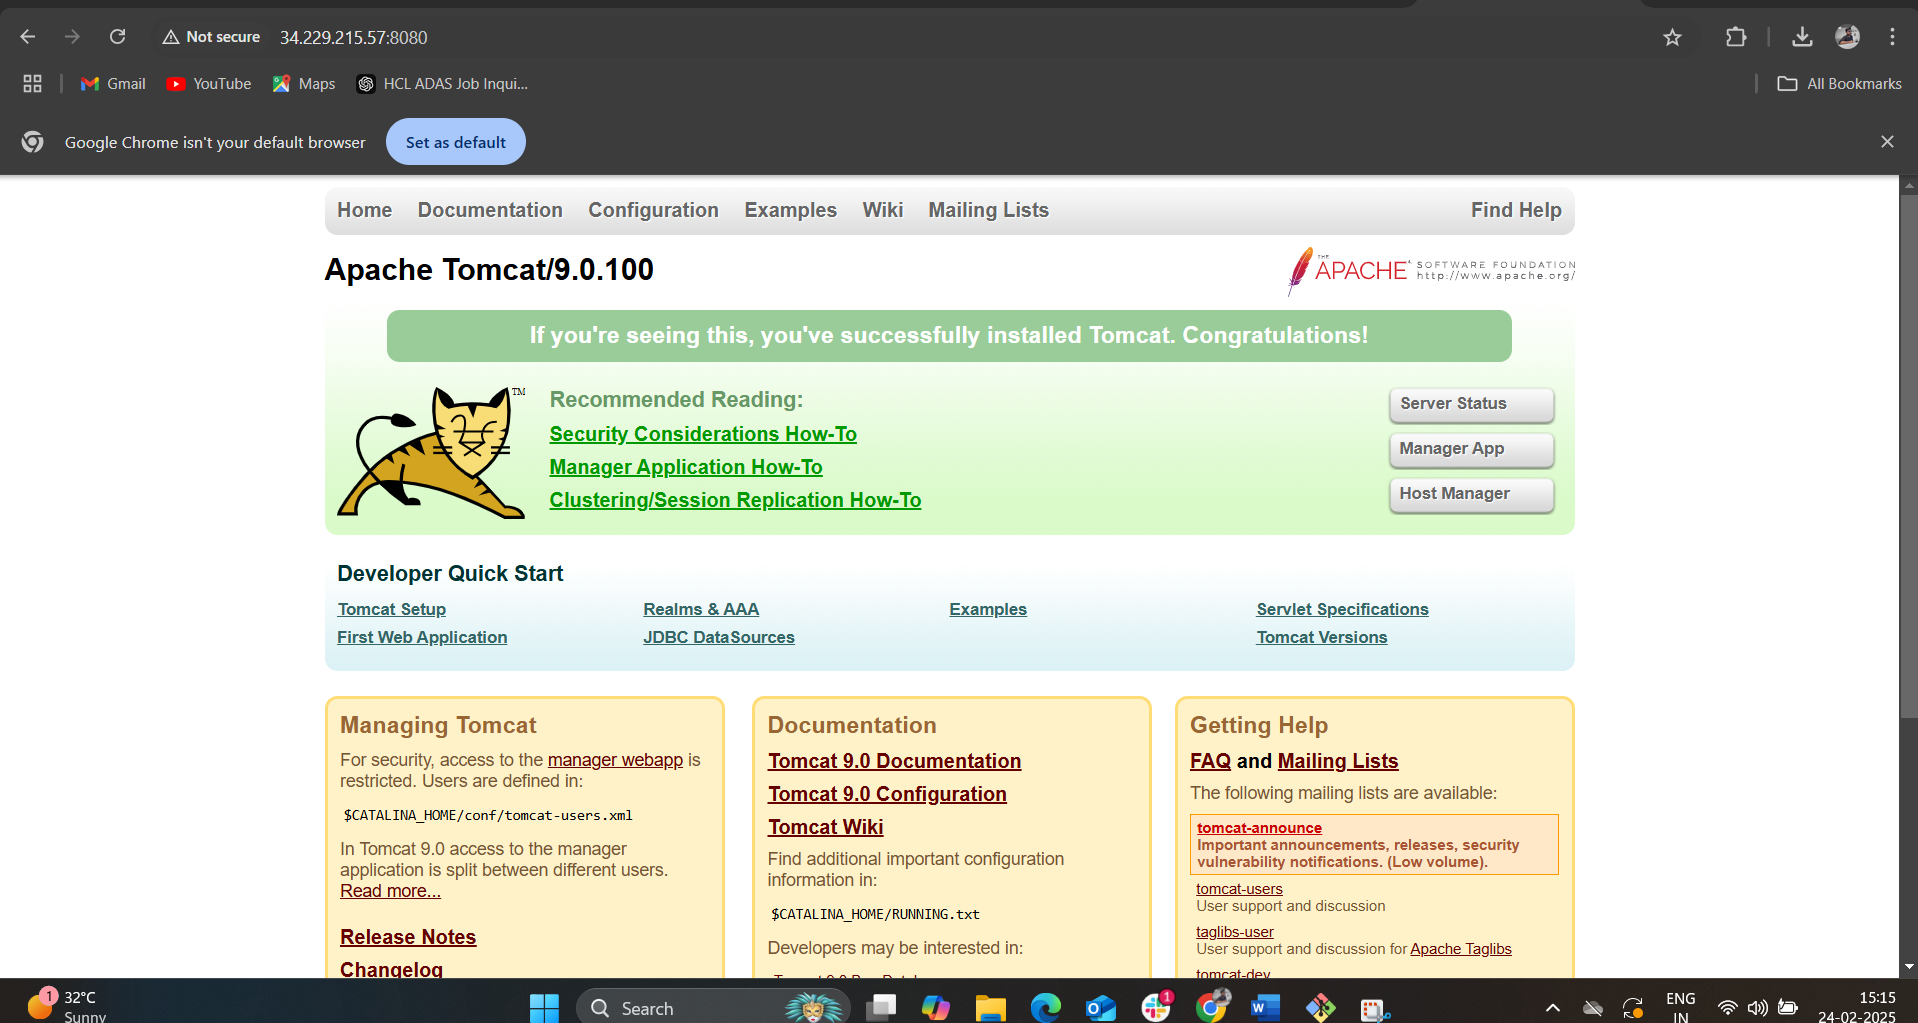 Not secure 34.229.215.57:8080
Gmail YouTube Maps HCL ADAS Job Inqui... All Bookmarks
Google Chrome isn't your default browser Set as default
Home Documentation Configuration Examples Wiki Mailing Lists Find Help
Apache Tomcat/9.0.100
THE APACHE SOFTWARE FOUNDATION
http://www.apache.org/
If you're seeing this, you've successfully installed Tomcat. Congratulations!
TM
Recommended Reading:
Security Considerations How-To
Manager Application How-To
Clustering/Session Replication How-To
Server Status
Manager App
Host Manager
Developer Quick Start
Tomcat Setup
First Web Application
Realms & AAA
JDBC DataSources
Examples
Servlet Specifications
Tomcat Versions
Managing Tomcat
For security, access to the manager webapp is
restricted. Users are defined in:
$CATALINA_HOME/conf/tomcat-users.xml
In Tomcat 9.0 access to the manager
application is split between different users.
Read more...
Release Notes
Changelog
Documentation
Tomcat 9.0 Documentation
Tomcat 9.0 Configuration
Tomcat Wiki
Find additional important configuration
information in:
$CATALINA_HOME/RUNNING.txt
Developers may be interested in:
Getting Help
FAQ and Mailing Lists
The following mailing lists are available:
tomcat-announce
Important announcements, releases, security
vulnerability notifications. (Low volume).
tomcat-users
User support and discussion
taglibs-user
User support and discussion for Apache Taglibs
tomcat-dev
1
32°C
Sunny
Search
1
ENG
IN
15:15
24-02-2025